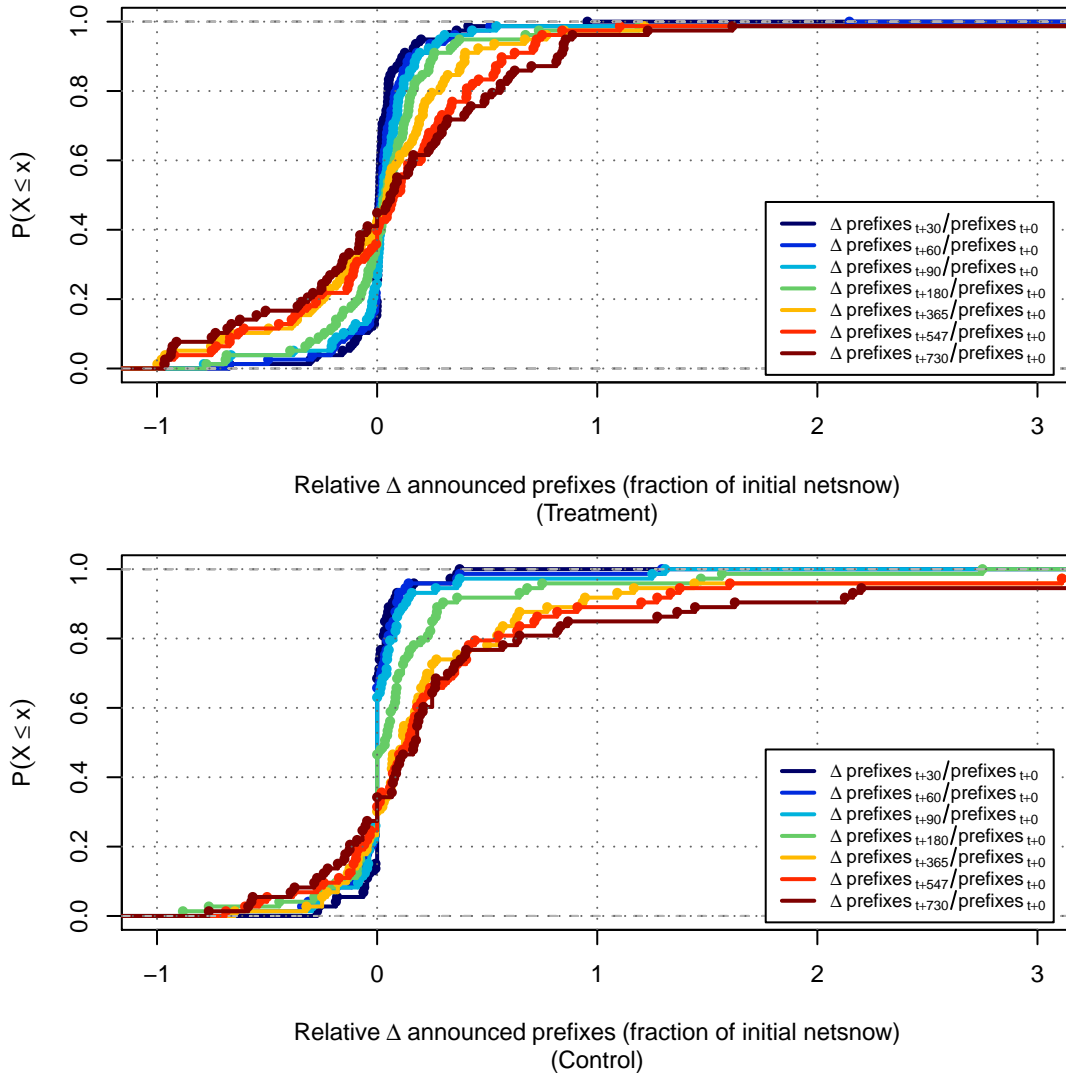 P(X ≤ x)
1.0
0.8
0.6
0.4
0.2
0.0
Δ prefixes t+30/prefixes t+0
Δ prefixes t+60/prefixes t+0
Δ prefixes t+90/prefixes t+0
Δ prefixes t+180/prefixes t+0
Δ prefixes t+365/prefixes t+0
Δ prefixes t+547/prefixes t+0
Δ prefixes t+730/prefixes t+0
−1 0 1 2 3
Relative Δ announced prefixes (fraction of initial netsnow)
(Treatment)
P(X ≤ x)
1.0
0.8
0.6
0.4
0.2
0.0
Δ prefixes t+30/prefixes t+0
Δ prefixes t+60/prefixes t+0
Δ prefixes t+90/prefixes t+0
Δ prefixes t+180/prefixes t+0
Δ prefixes t+365/prefixes t+0
Δ prefixes t+547/prefixes t+0
Δ prefixes t+730/prefixes t+0
−1 0 1 2 3
Relative Δ announced prefixes (fraction of initial netsnow)
(Control)